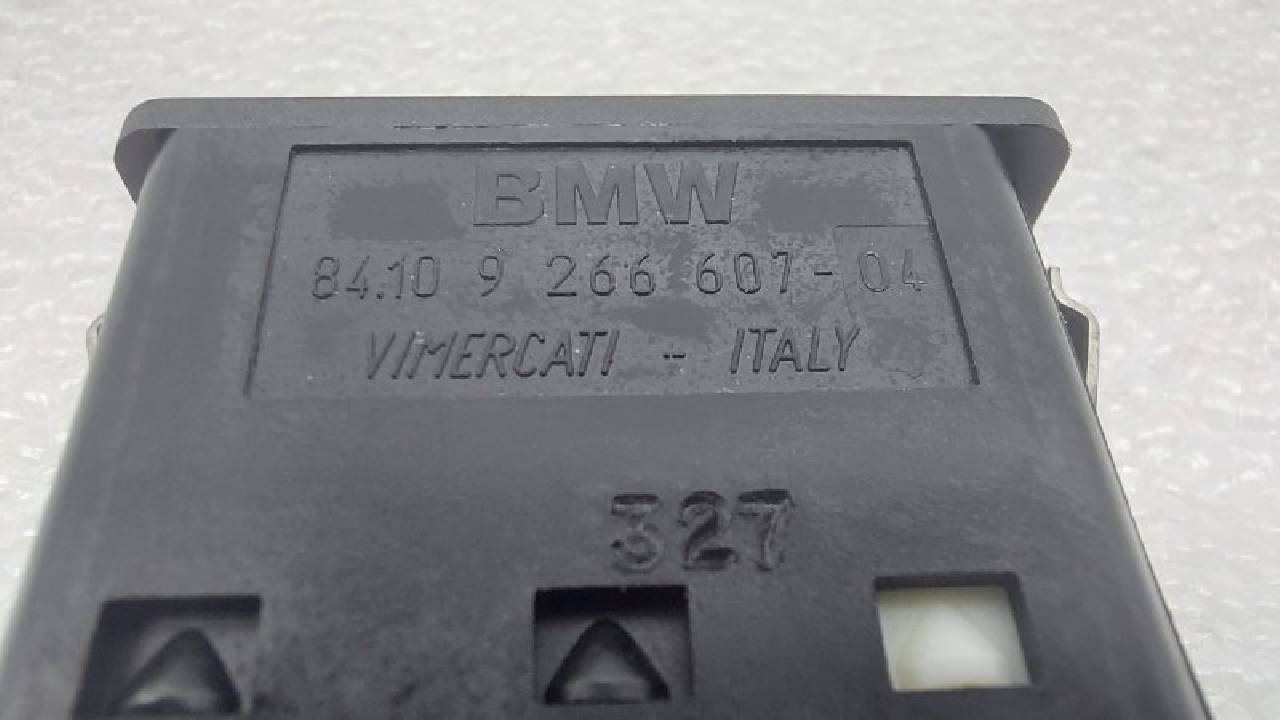 BMW
84.10 9 266 607-04
VIMERCATI - ITALY
327